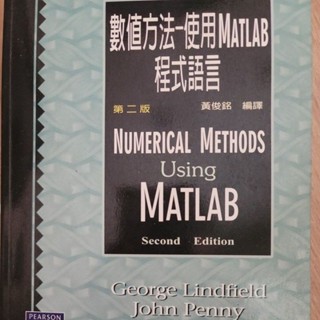 數值方法-使用MATLAB
程式語言
第二版 黃俊銘 編譯
NUMERICAL METHODS
Using
MATLAB
Second Edition
George Lindfield
John Penny
PEARSON